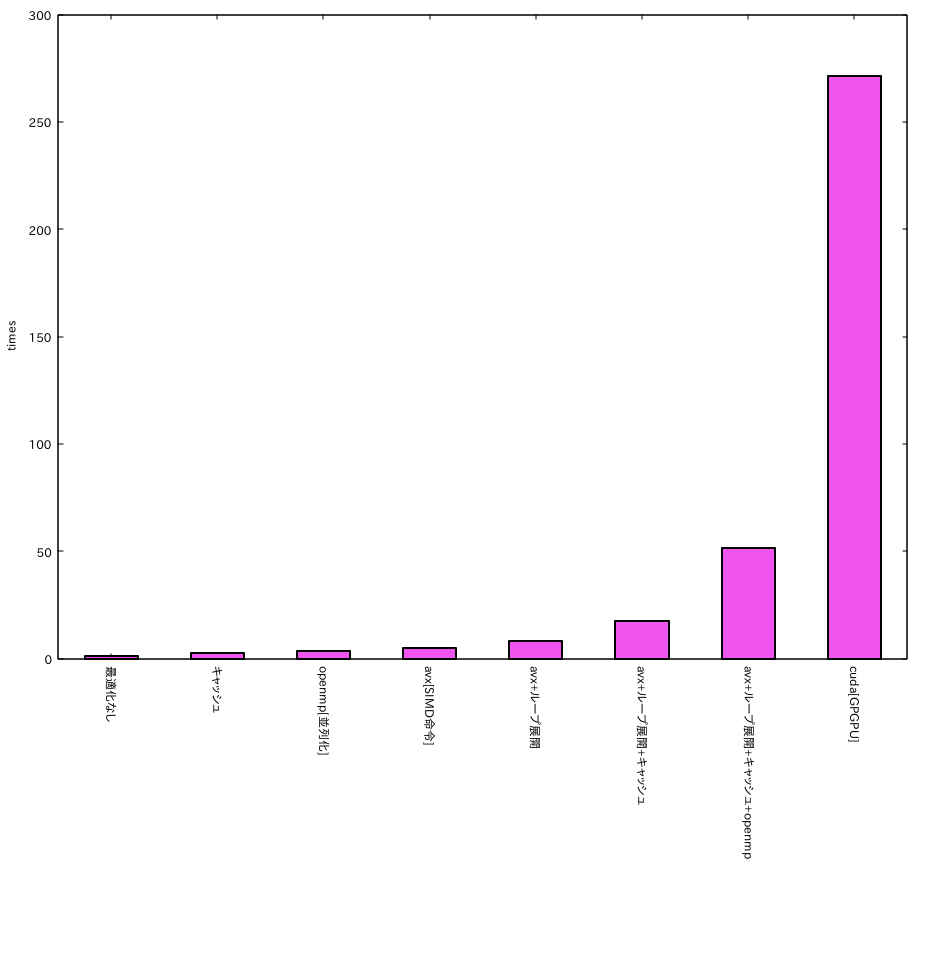 300
250
200
150
100
50
0
times
最適化なし
キャッシュ
openmp[並列化]
avx[SIMD命令]
avx+ループ展開
avx+ループ展開+キャッシュ
avx+ループ展開+キャッシュ+openmp
cuda[GPGPU]